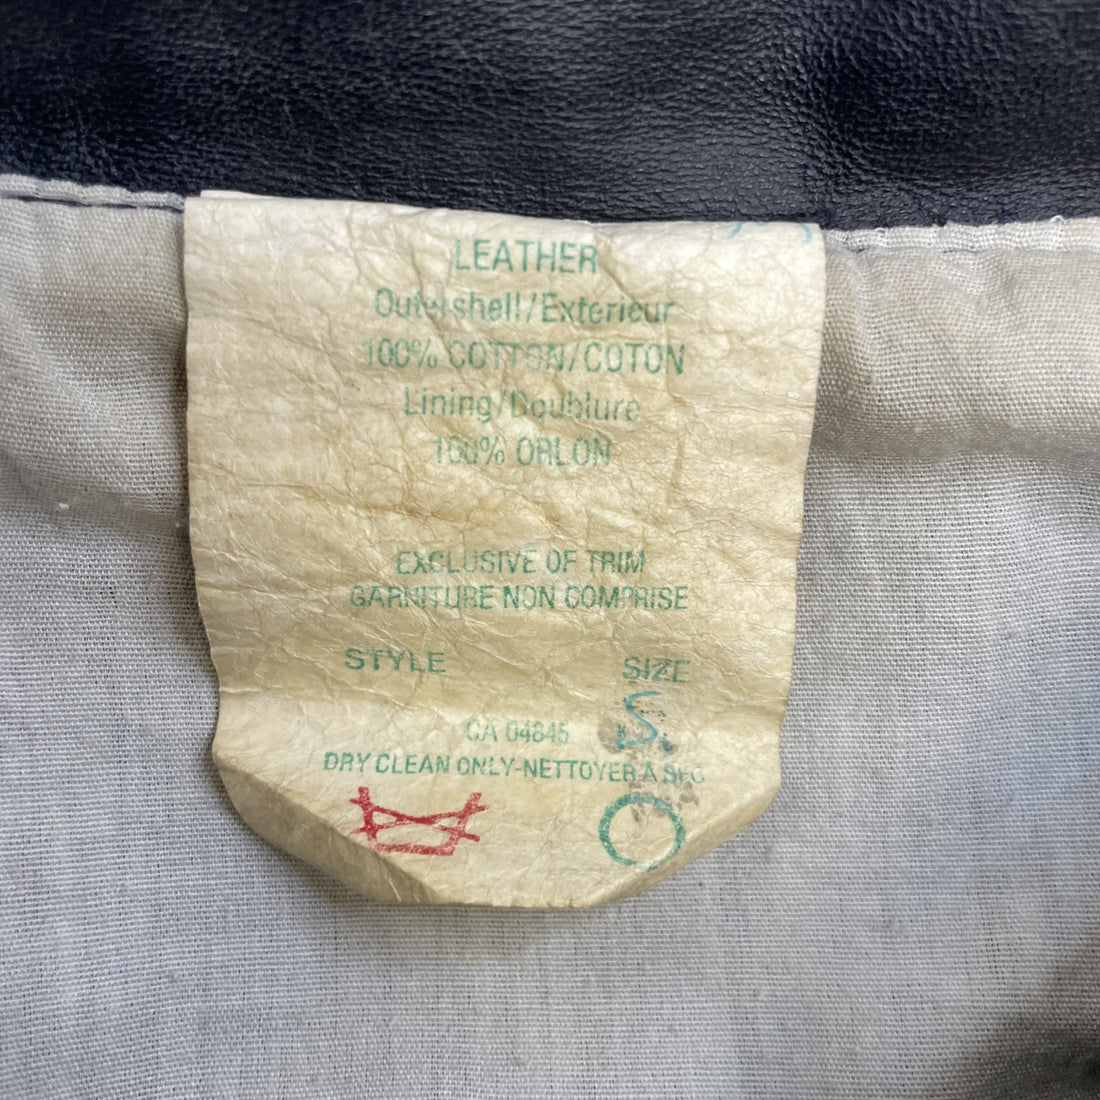 LEATHER
Outershell/Exterieur
100% COTTON/COTON
Lining/Doublure
100% ORLON
EXCLUSIVE OF TRIM
GARNITURE NON COMPRISE
STYLE SIZE
S.
CA 04845
DRY CLEAN ONLY-NETTOYER A SEC